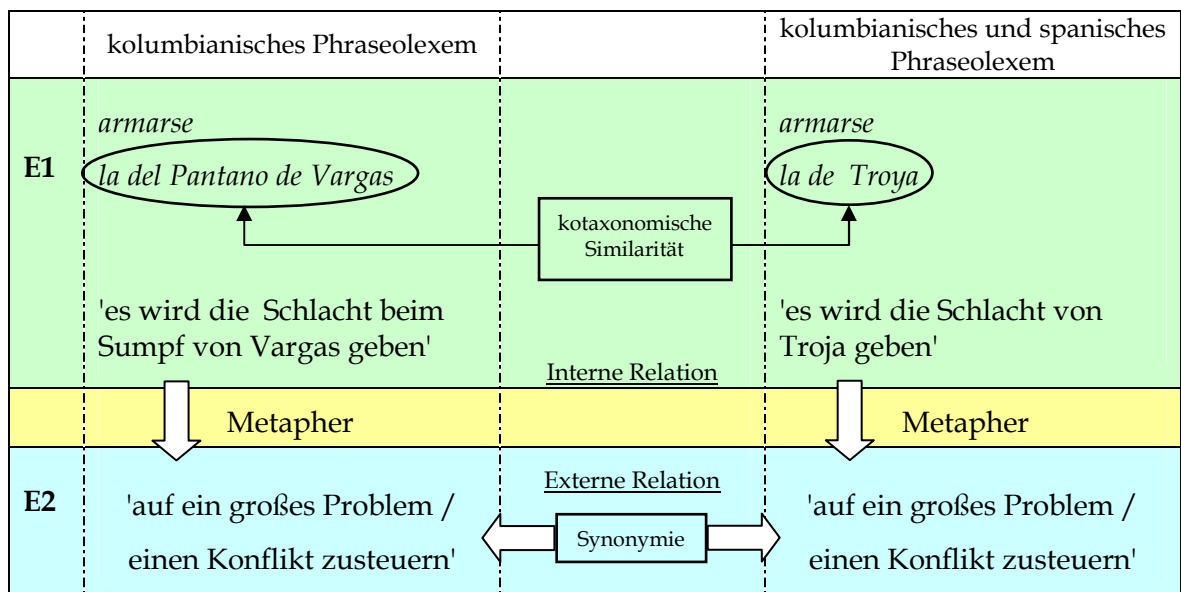 kolumbianisches Phraseolexem
kolumbianisches und spanisches
Phraseolexem
E1
armarse
la del Pantano de Vargas
armarse
la de Troya
kotaxonomische
Similarität
'es wird die Schlacht beim
Sumpf von Vargas geben'
'es wird die Schlacht von
Troja geben'
Interne Relation
Metapher
Metapher
E2
'auf ein großes Problem /
einen Konflikt zusteuern'
Externe Relation
Synonymie
'auf ein großes Problem /
einen Konflikt zusteuern'